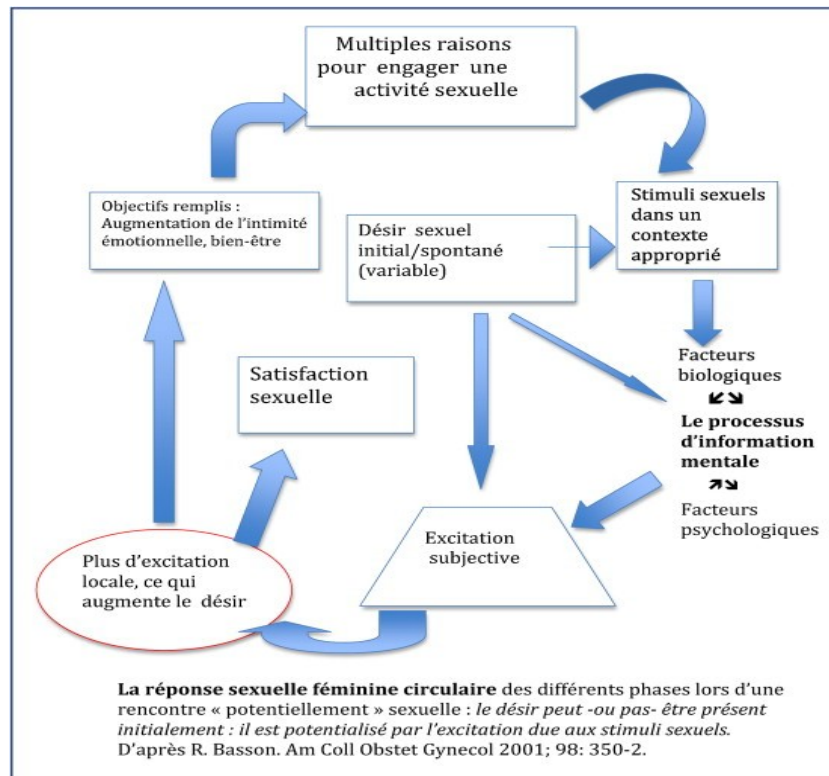 Multiples raisons
pour engager une
activité sexuelle
Objectifs remplis :
Augmentation de l'intimité
émotionnelle, bien-être
Désir sexuel
initial/spontané
(variable)
Stimuli sexuels
dans un
contexte
approprié
Satisfaction
sexuelle
Facteurs
biologiques
Le processus
d'information
mentale
Facteurs
psychologiques
Excitation
subjective
Plus d'excitation
locale, ce qui
augmente le désir
La réponse sexuelle féminine circulaire des différents phases lors d'une
rencontre « potentiellement » sexuelle : le désir peut -ou pas- être présent
initialement : il est potentialisé par l'excitation due aux stimuli sexuels.
D'après R. Basson. Am Coll Obstet Gynecol 2001; 98: 350-2.